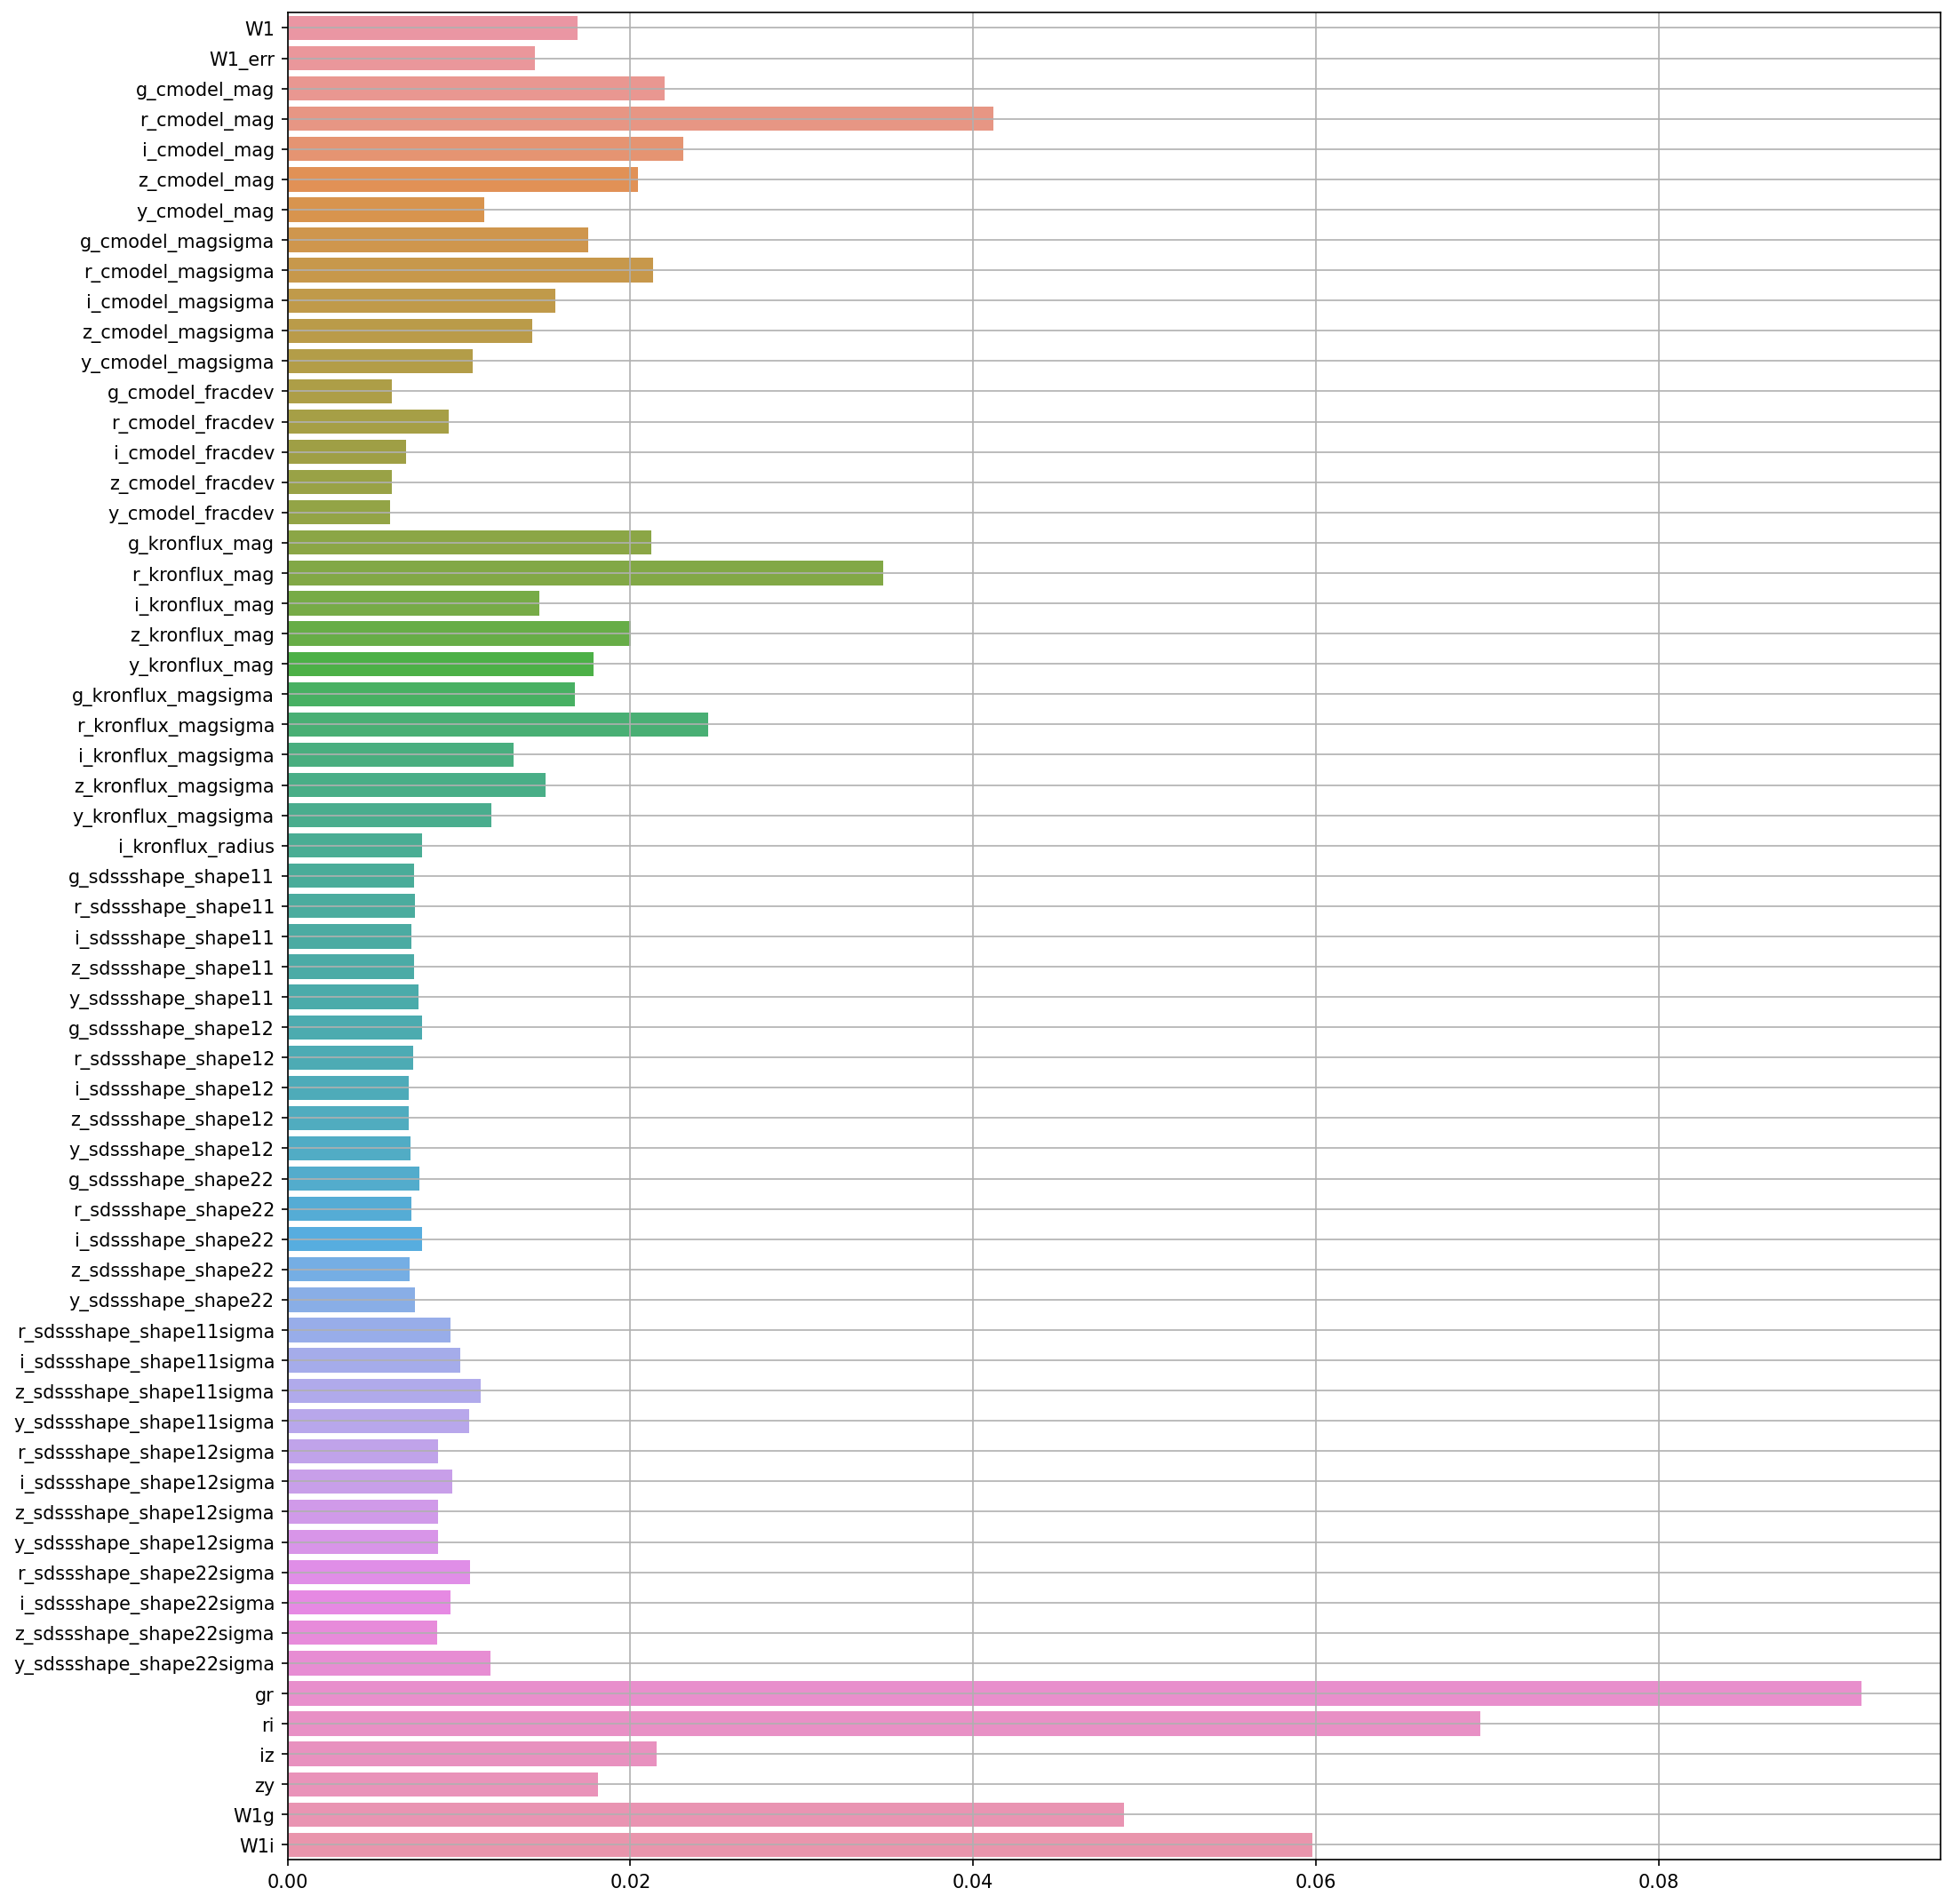 W1
W1_err
g_cmodel_mag
r_cmodel_mag
i_cmodel_mag
z_cmodel_mag
y_cmodel_mag
g_cmodel_magsigma
r_cmodel_magsigma
i_cmodel_magsigma
z_cmodel_magsigma
y_cmodel_magsigma
g_cmodel_fracdev
r_cmodel_fracdev
i_cmodel_fracdev
z_cmodel_fracdev
y_cmodel_fracdev
g_kronflux_mag
r_kronflux_mag
i_kronflux_mag
z_kronflux_mag
y_kronflux_mag
g_kronflux_magsigma
r_kronflux_magsigma
i_kronflux_magsigma
z_kronflux_magsigma
y_kronflux_magsigma
i_kronflux_radius
g_sdssshape_shape11
r_sdssshape_shape11
i_sdssshape_shape11
z_sdssshape_shape11
y_sdssshape_shape11
g_sdssshape_shape12
r_sdssshape_shape12
i_sdssshape_shape12
z_sdssshape_shape12
y_sdssshape_shape12
g_sdssshape_shape22
r_sdssshape_shape22
i_sdssshape_shape22
z_sdssshape_shape22
y_sdssshape_shape22
r_sdssshape_shape11sigma
i_sdssshape_shape11sigma
z_sdssshape_shape11sigma
y_sdssshape_shape11sigma
r_sdssshape_shape12sigma
i_sdssshape_shape12sigma
z_sdssshape_shape12sigma
y_sdssshape_shape12sigma
r_sdssshape_shape22sigma
i_sdssshape_shape22sigma
z_sdssshape_shape22sigma
y_sdssshape_shape22sigma
gr
ri
iz
zy
W1g
W1i
0.00 0.02 0.04 0.06 0.08